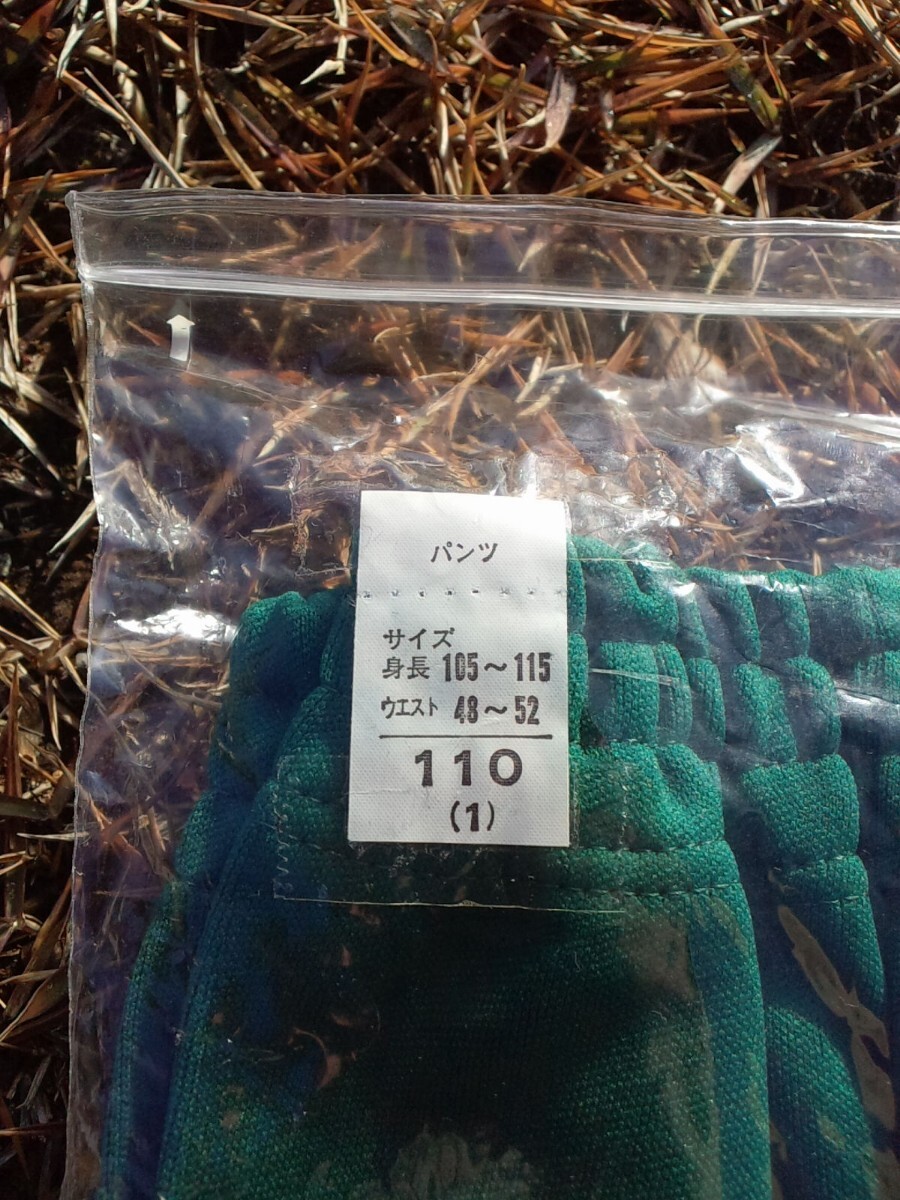 パンツ
サイズ
身長 105～115
ウエスト 48～52
110
(1)